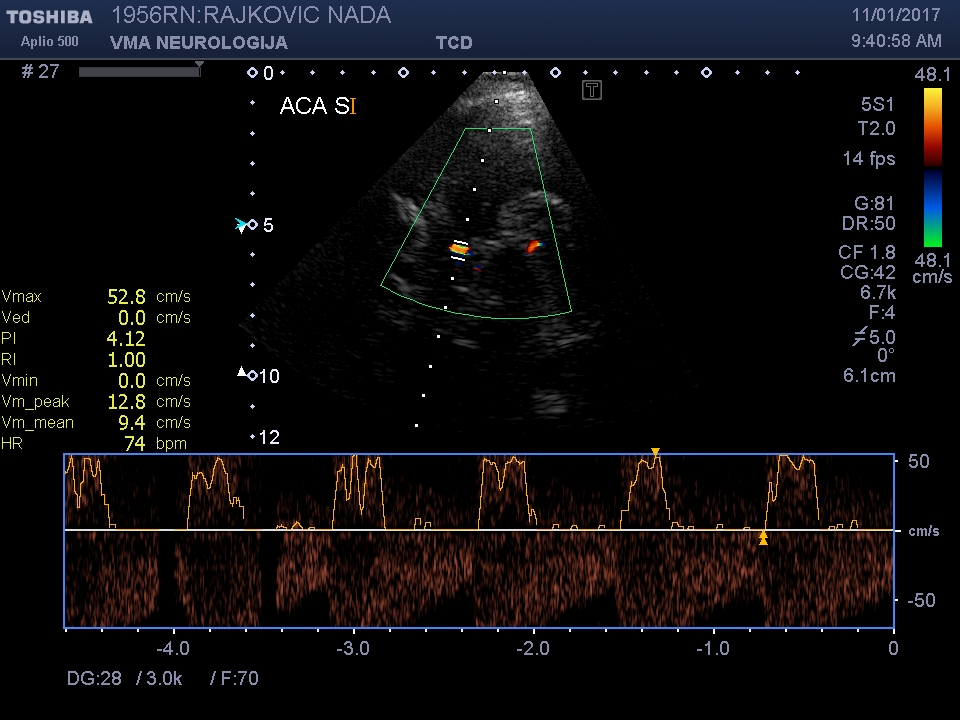 TOSHIBA 1956RN:RAJKOVIC NADA 11/01/2017
Aplio 500 VMA NEUROLOGIJA TCD 9:40:58 AM
# 27
0
48.1
ACA SI
T
5S1
T2.0
14 fps
G:81
DR:50
5
CF 1.8
48.1
CG:42
cm/s
6.7k
F:4
5.0
0°
10
6.1cm
12
Vmax 52.8 cm/s
Ved 0.0 cm/s
PI 4.12
RI 1.00
Vmin 0.0 cm/s
Vm_peak 12.8 cm/s
Vm_mean 9.4 cm/s
HR 74 bpm
50
cm/s
-50
-4.0 -3.0 -2.0 -1.0 0
DG:28 / 3.0k / F:70